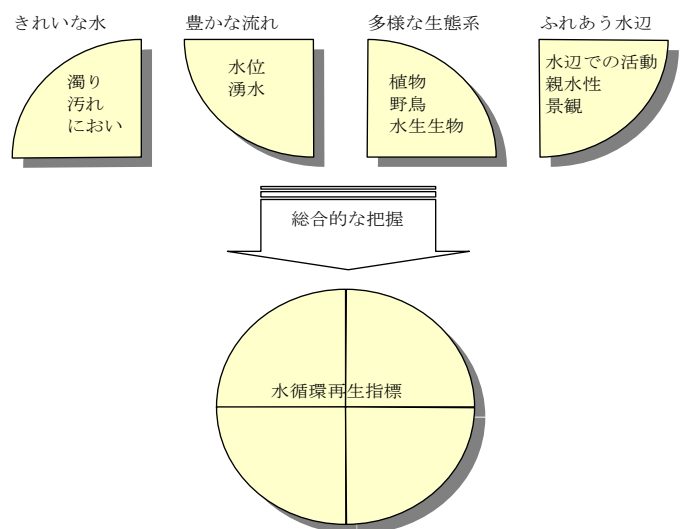 きれいな水
豊かな流れ
多様な生態系
ふれあう水辺
濁り
汚れ
におい
水位
湧水
植物
野鳥
水生生物
水辺での活動
親水性
景観
総合的な把握
水循環再生指標